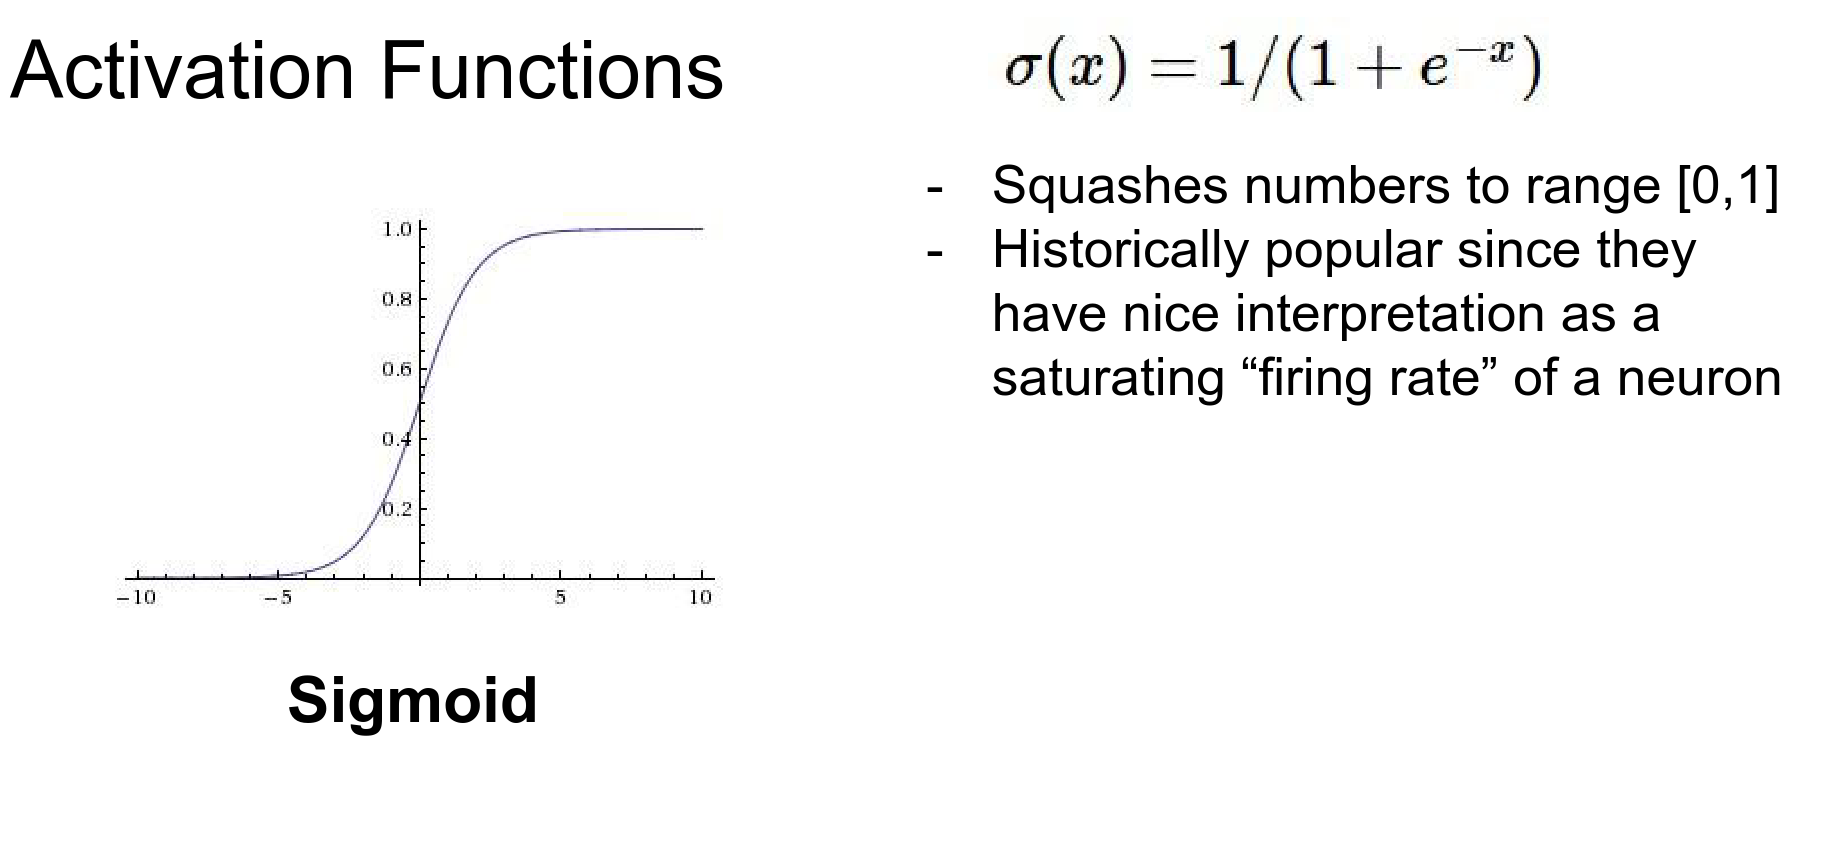 Activation Functions
σ(x) = 1/(1 + e⁻ˣ)
- Squashes numbers to range [0,1]
- Historically popular since they
have nice interpretation as a
saturating “firing rate” of a neuron
1.0
0.8
0.6
0.4
0.2
−10 −5 5 10
Sigmoid